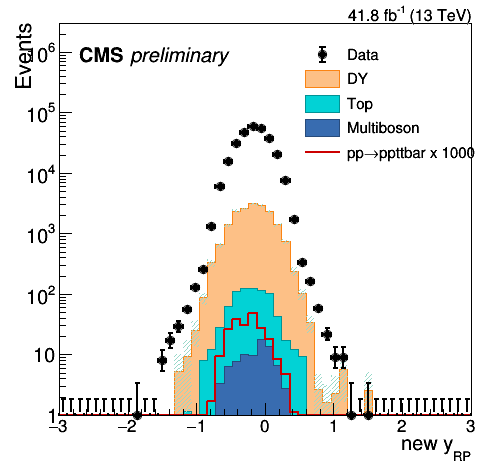 41.8 fb⁻¹ (13 TeV)
Events
CMS preliminary
Data
DY
Top
Multiboson
pp→ppttbar x 1000
10⁶
10⁵
10⁴
10³
10²
10
1
−3 −2 −1 0 1 2 3
new y_RP